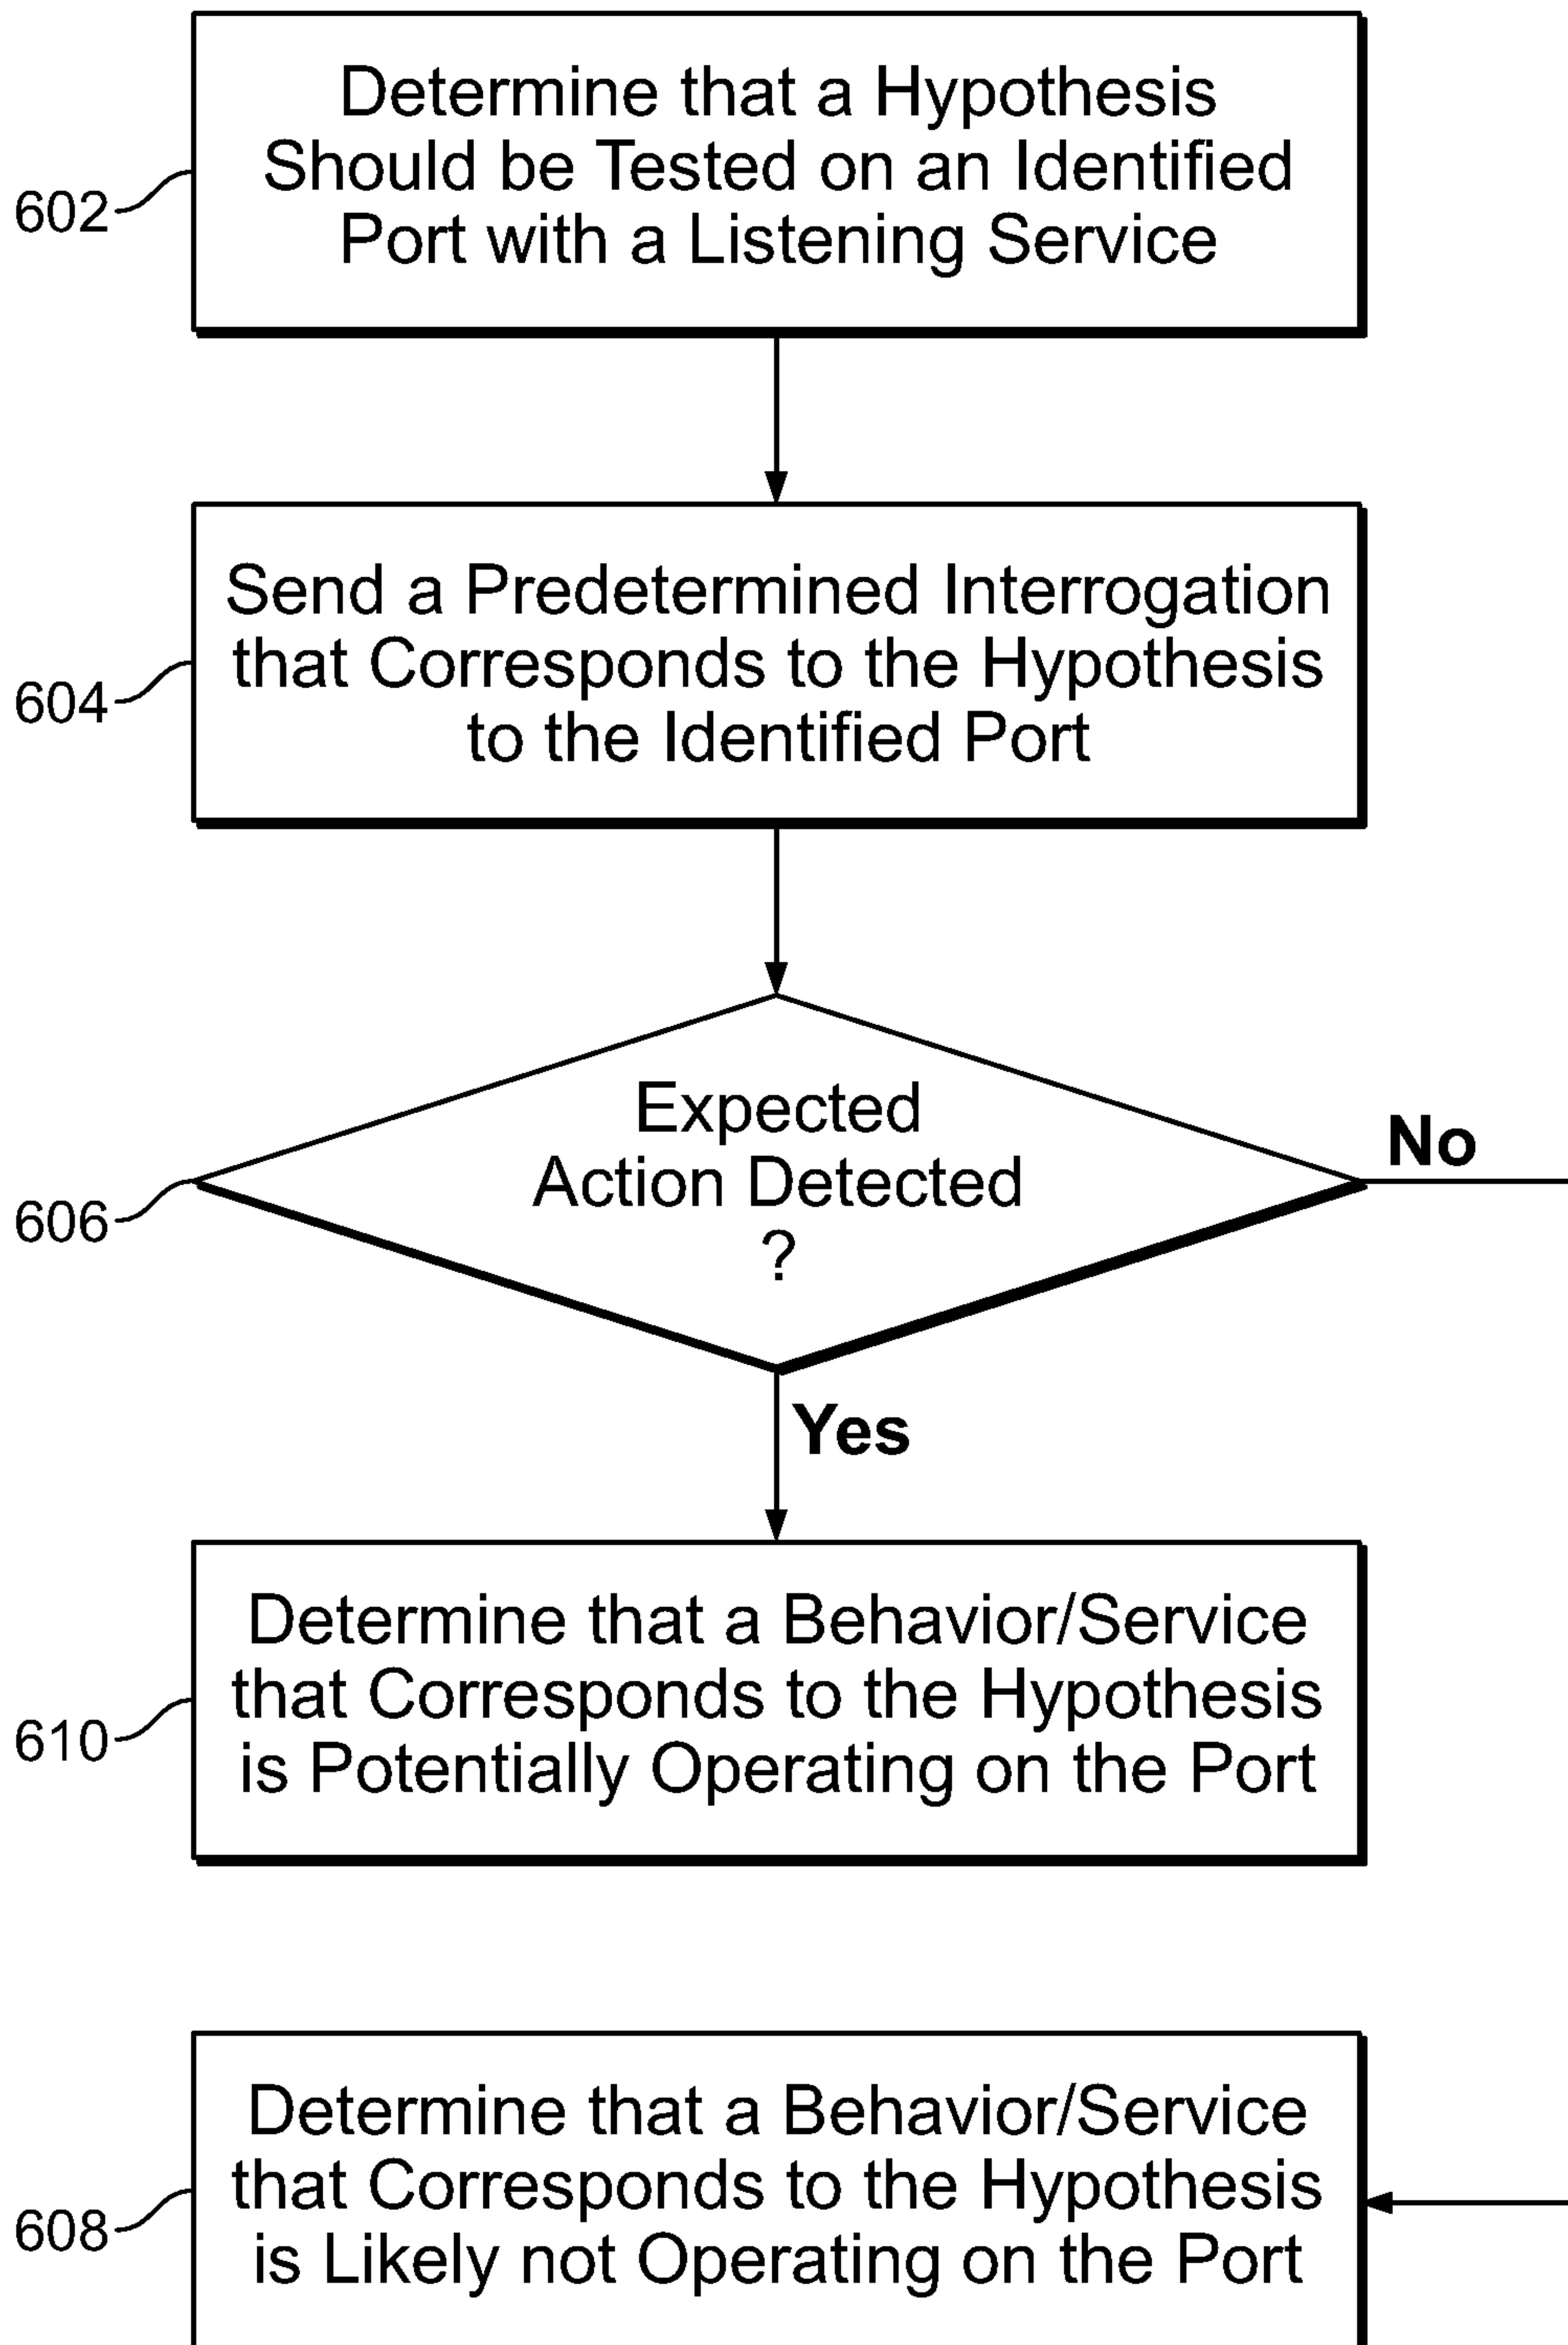 Determine that a Hypothesis
Should be Tested on an Identified
Port with a Listening Service
602
Send a Predetermined Interrogation
that Corresponds to the Hypothesis
to the Identified Port
604
Expected
Action Detected
?
606
No
Yes
Determine that a Behavior/Service
that Corresponds to the Hypothesis
is Potentially Operating on the Port
610
Determine that a Behavior/Service
that Corresponds to the Hypothesis
is Likely not Operating on the Port
608